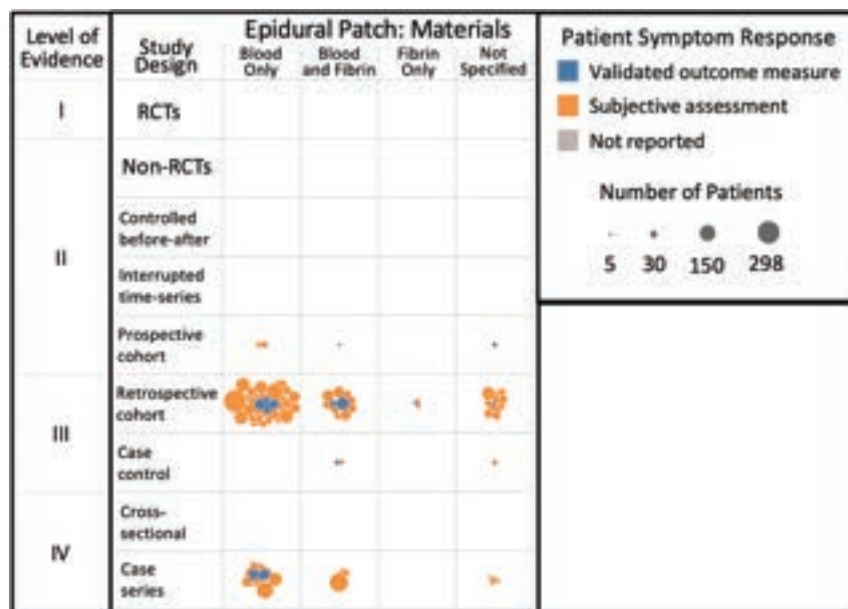 Level of
Evidence
Study
Design
Epidural Patch: Materials
Blood
Only
Blood
and Fibrin
Fibrin
Only
Not
Specified
I
RCTs
II
Non-RCTs
Controlled
before-after
Interrupted
time-series
Prospective
cohort
III
Retrospective
cohort
Case
control
IV
Cross-
sectional
Case
series
Patient Symptom Response
Validated outcome measure
Subjective assessment
Not reported
Number of Patients
5 30 150 298